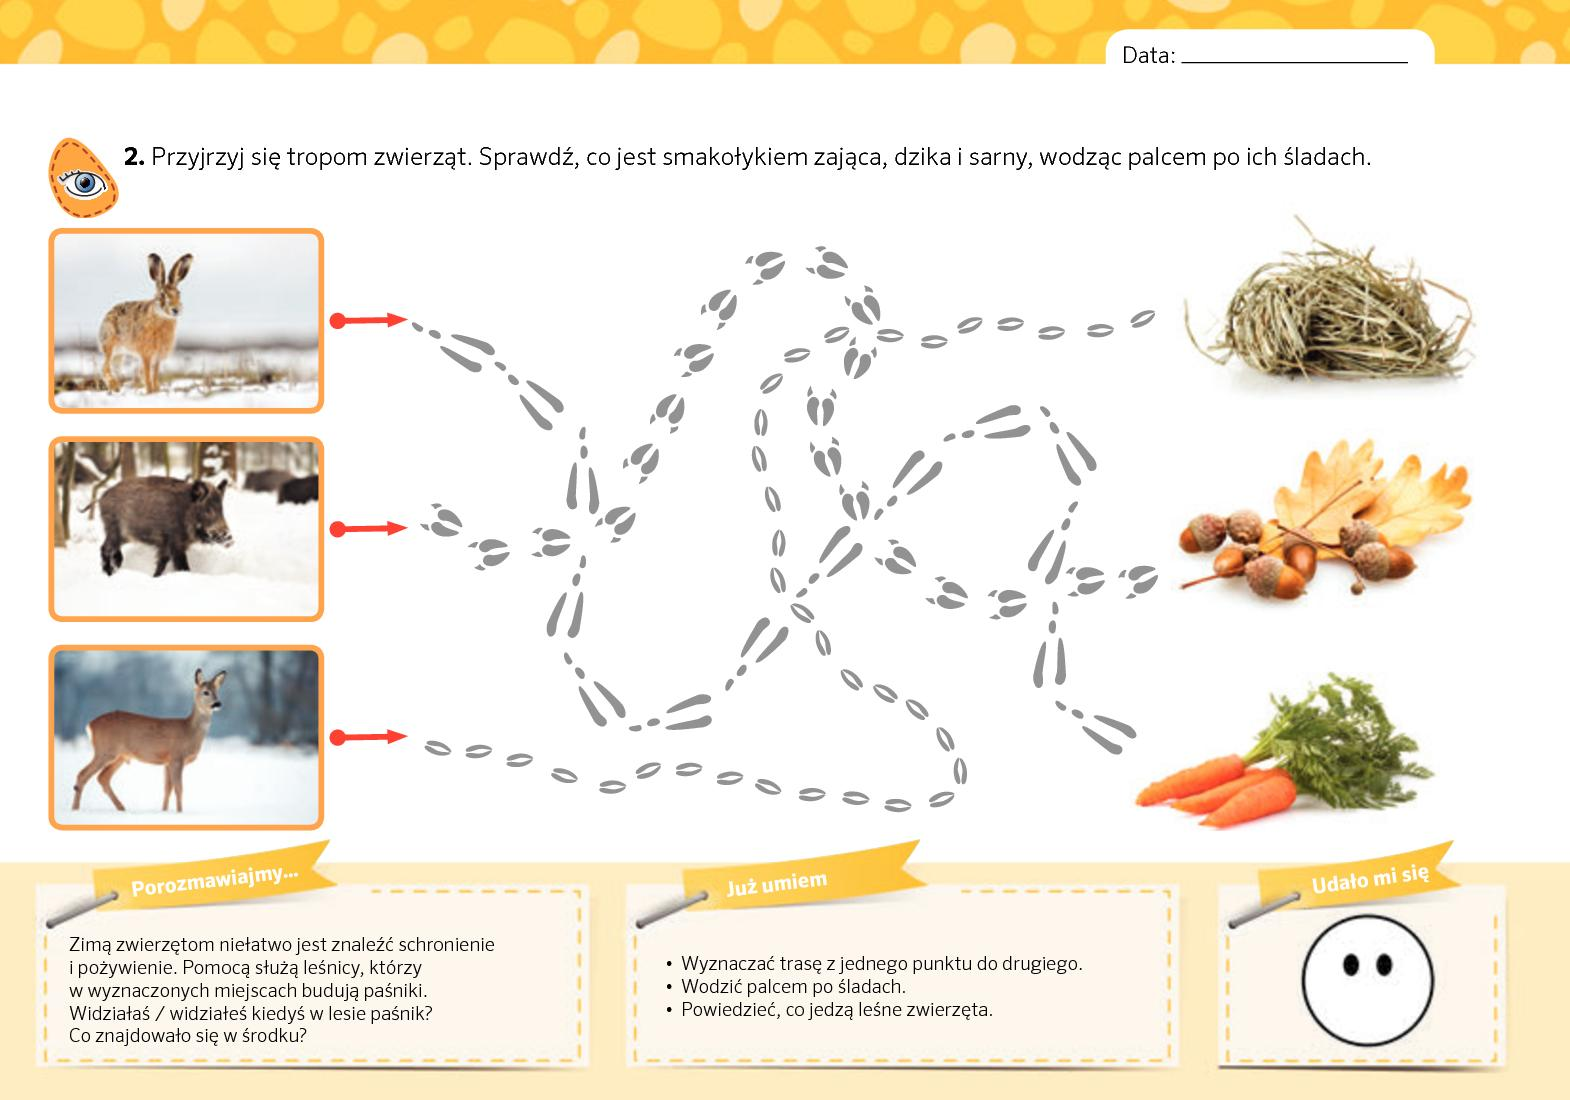 Data:
2. Przyjrzyj się tropom zwierząt. Sprawdź, co jest smakołykiem zająca, dzika i sarny, wodząc palcem po ich śladach.
Porozmawiajmy...
Zimą zwierzętom niełatwo jest znaleźć schronienie
i pożywienie. Pomocą służą leśnicy, którzy
w wyznaczonych miejscach budują paśniki.
Widziałaś / widziałeś kiedyś w lesie paśnik?
Co znajdowało się w środku?
Już umiem
• Wyznaczać trasę z jednego punktu do drugiego.
• Wodzić palcem po śladach.
• Powiedzieć, co jedzą leśne zwierzęta.
Udało mi się